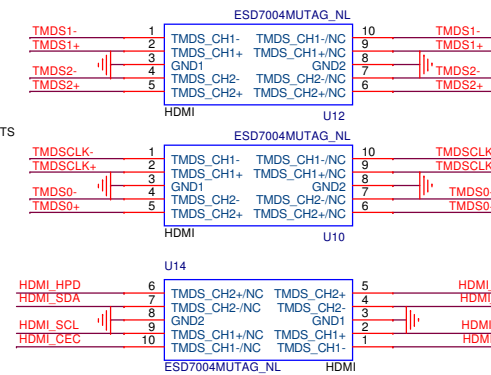 ESD7004MUTAG_NL
TMDS1- 1 TMDS_CH1- TMDS_CH1-/NC 10 TMDS1-
TMDS1+ 2 TMDS_CH1+ TMDS_CH1+/NC 9 TMDS1+
3 GND1 GND2 8
TMDS2- 4 TMDS_CH2- TMDS_CH2-/NC 7 TMDS2-
TMDS2+ 5 TMDS_CH2+ TMDS_CH2+/NC 6 TMDS2+
HDMI U12
TS
ESD7004MUTAG_NL
TMDSCLK- 1 TMDS_CH1- TMDS_CH1-/NC 10 TMDSCLK
TMDSCLK+ 2 TMDS_CH1+ TMDS_CH1+/NC 9 TMDSCLK
3 GND1 GND2 8
TMDS0- 4 TMDS_CH2- TMDS_CH2-/NC 7 TMDS0
TMDS0+ 5 TMDS_CH2+ TMDS_CH2+/NC 6 TMDS0
HDMI U10
U14
HDMI_HPD 6 TMDS_CH2+/NC TMDS_CH2+ 5 HDMI_
HDMI_SDA 7 TMDS_CH2-/NC TMDS_CH2- 4 HDMI
8 GND2 GND1 3
HDMI_SCL 9 TMDS_CH1+/NC TMDS_CH1+ 2 HDMI
HDMI_CEC 10 TMDS_CH1-/NC TMDS_CH1- 1 HDMI
ESD7004MUTAG_NL HDMI